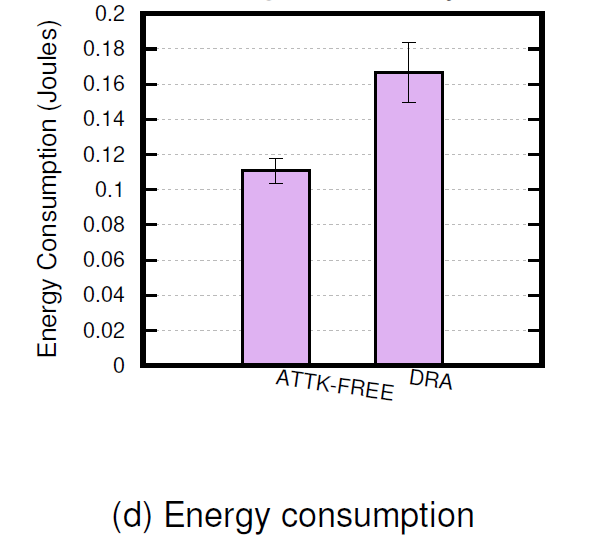 0.2
0.18
0.16
0.14
0.12
0.1
0.08
0.06
0.04
0.02
0
Energy Consumption (Joules)
ATTK-FREE
DRA
(d) Energy consumption